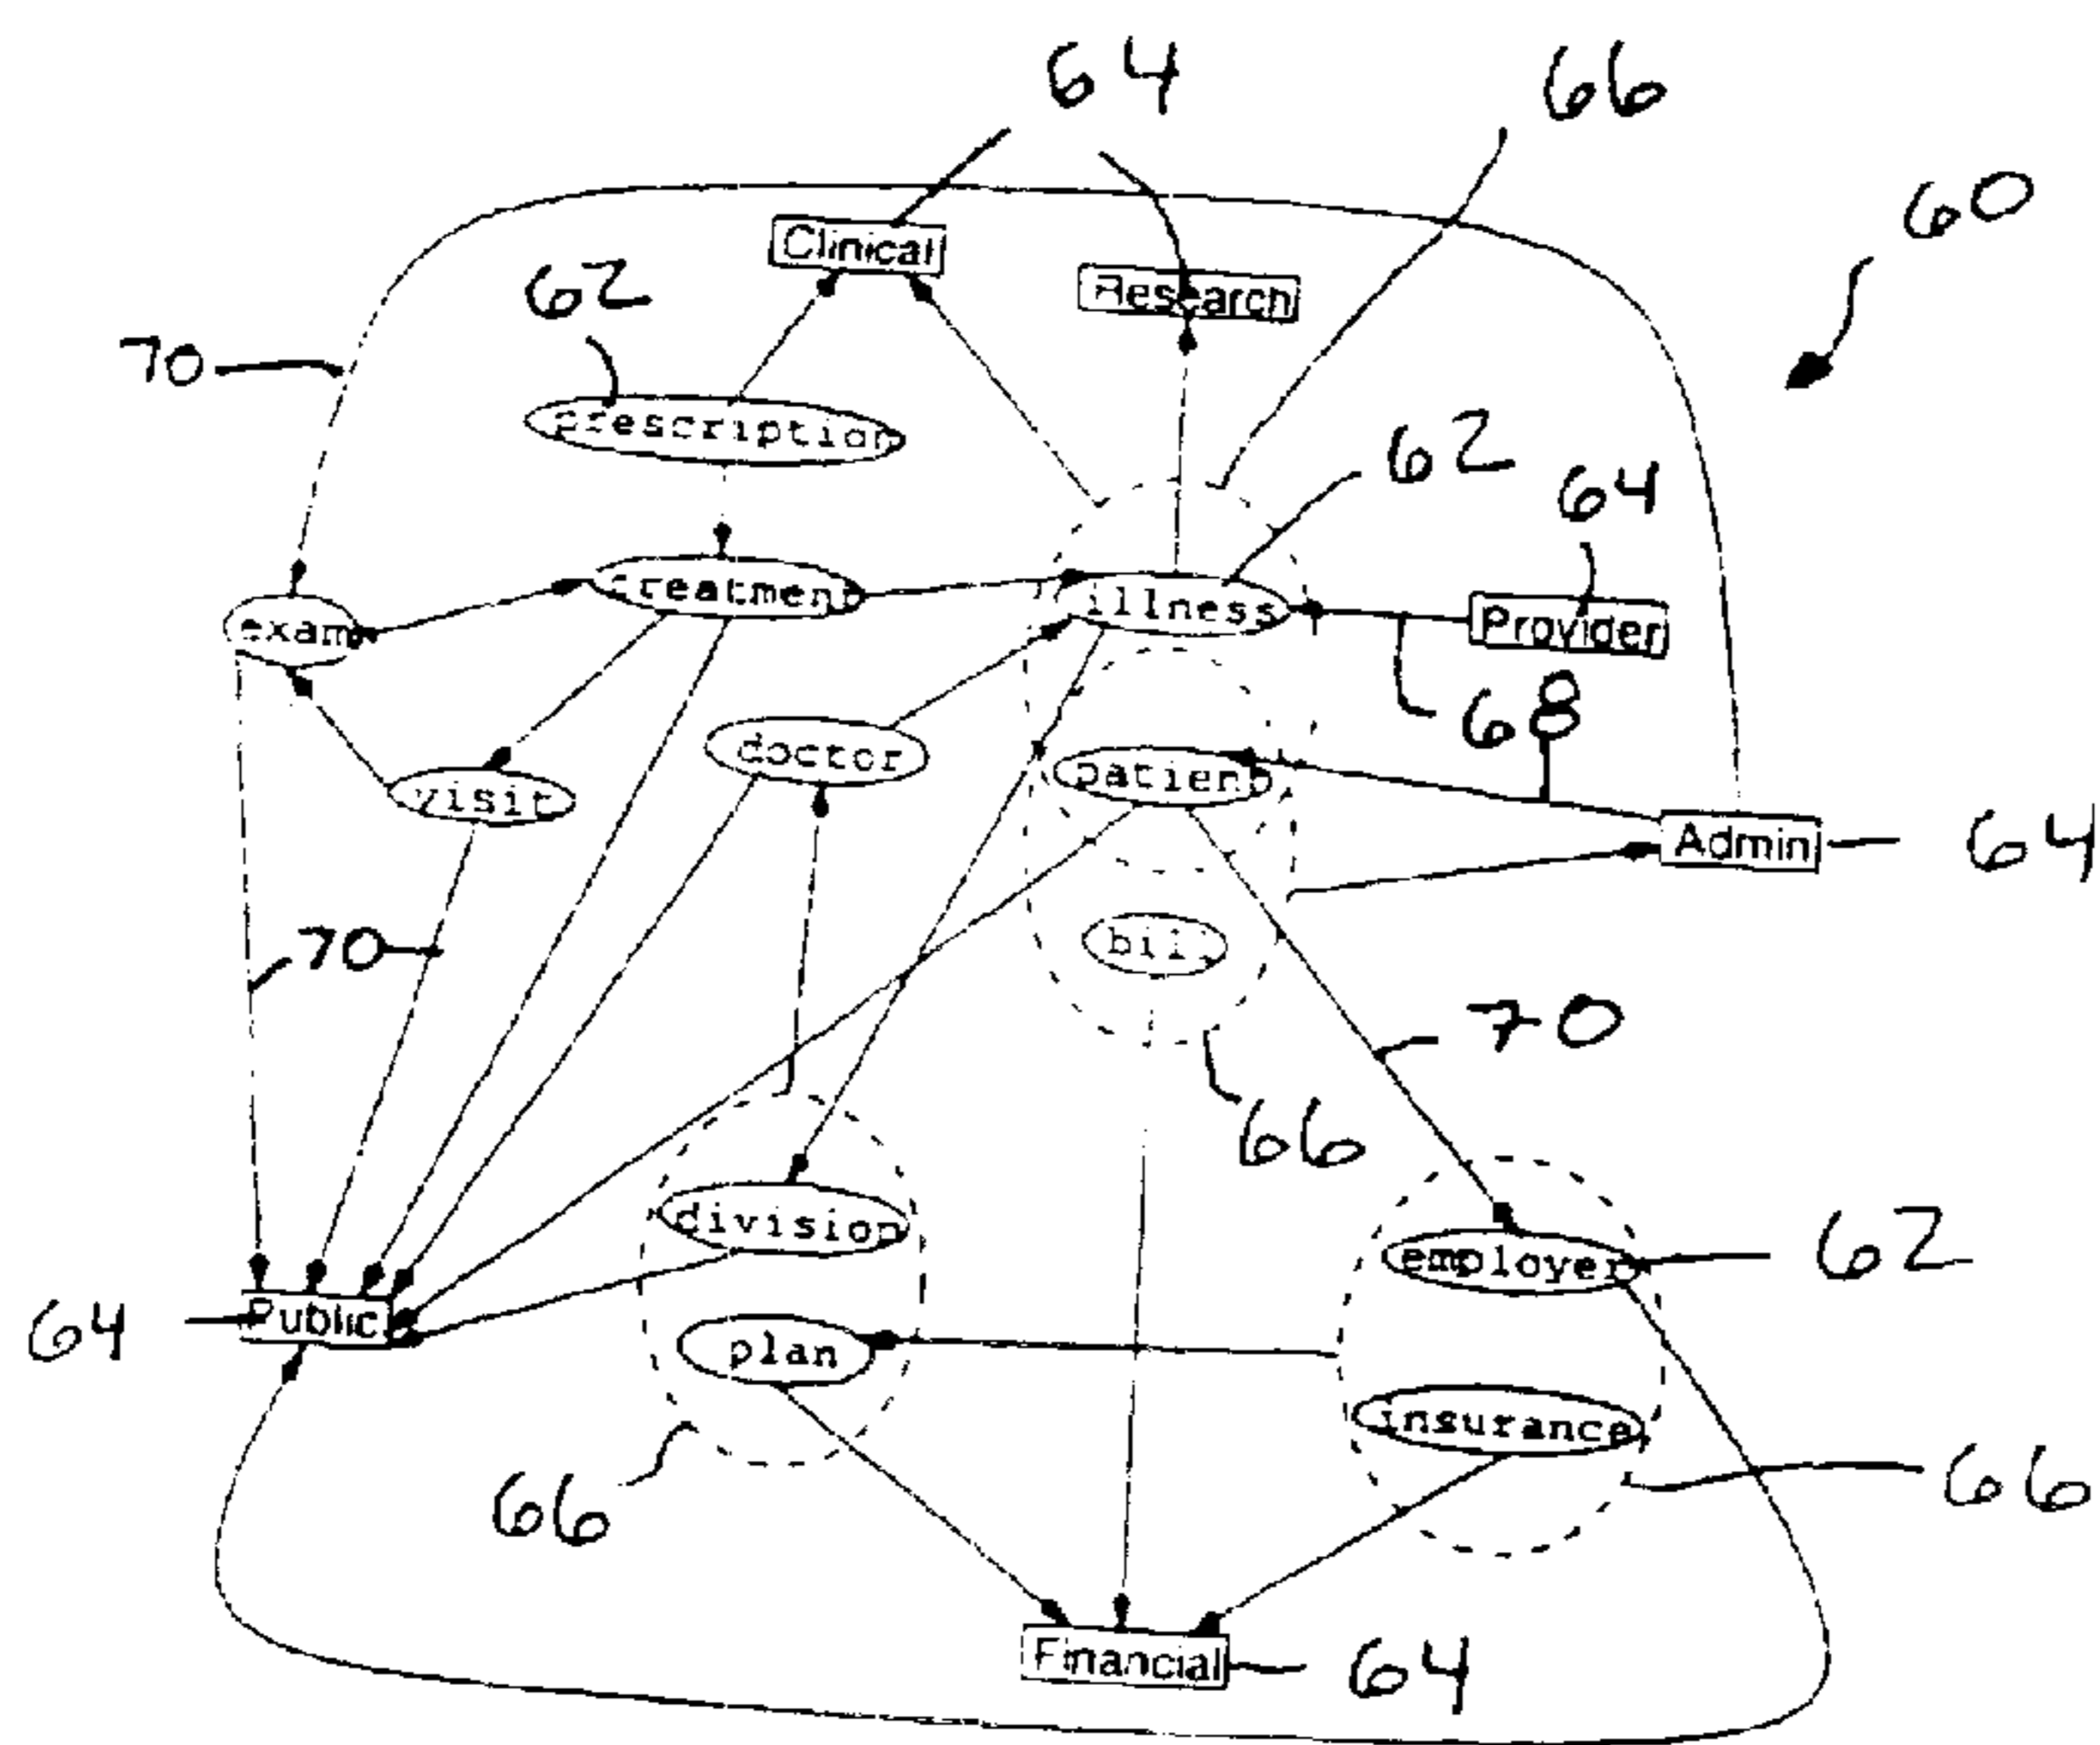 64
66
60
Clinical
62
Research
70
prescription
62
64
treatment
illness
exam
Provider
68
doctor
patient
visit
Admin
64
70
bill
70
66
division
employer
62
64
Public
plan
insurance
66
66
Financial
64